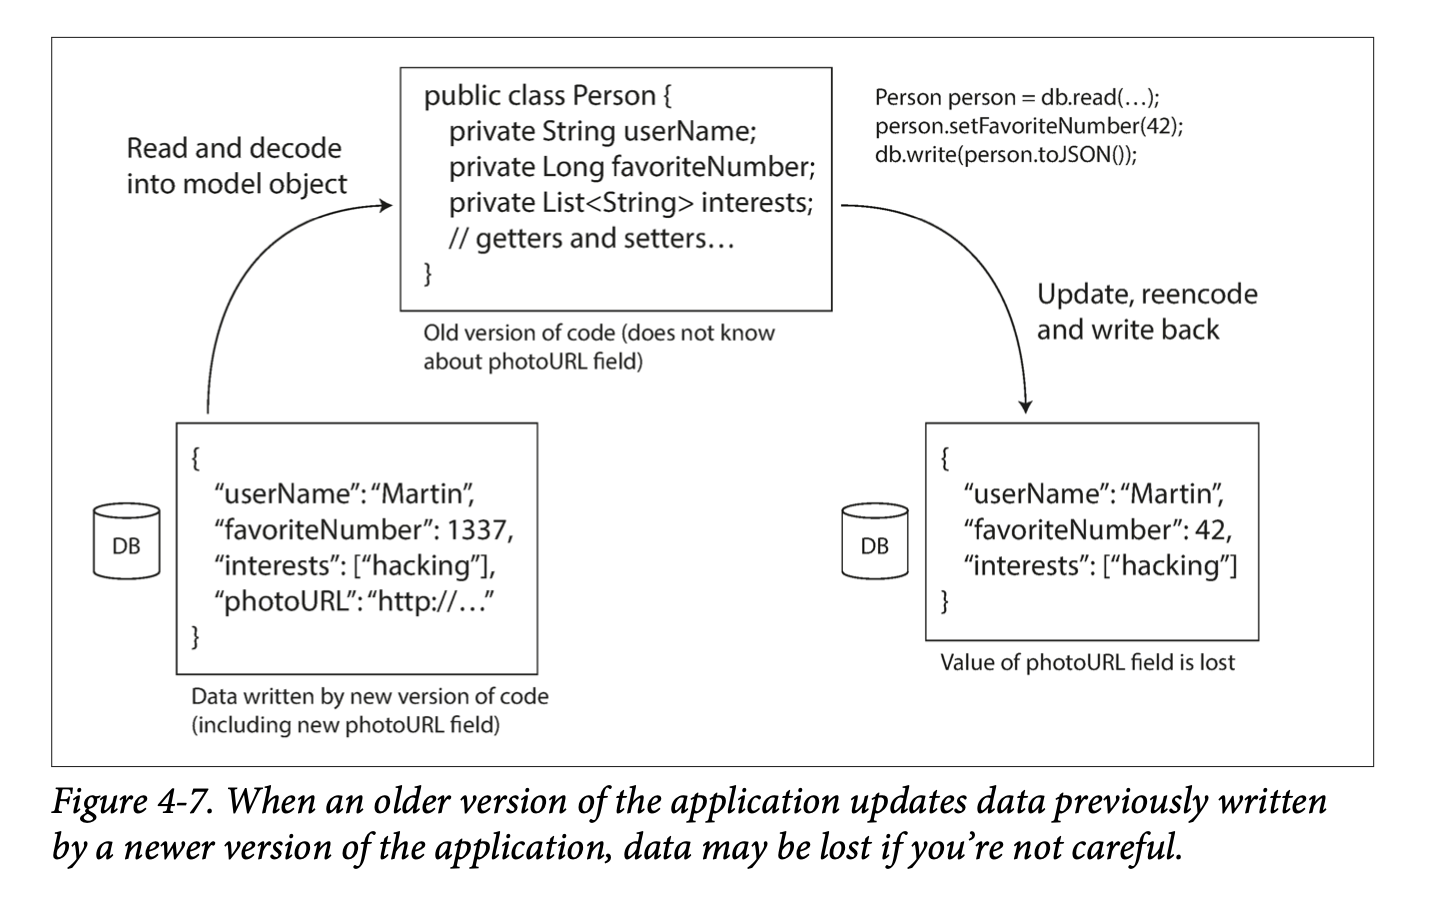 public class Person {
private String userName;
private Long favoriteNumber;
private List<String> interests;
// getters and setters…
}
Person person = db.read(…);
person.setFavoriteNumber(42);
db.write(person.toJSON());
Read and decode
into model object
Old version of code (does not know
about photoURL field)
Update, reencode
and write back
DB
{
“userName”: “Martin”,
“favoriteNumber”: 1337,
“interests”: [“hacking”],
“photoURL”: “http://…”
}
Data written by new version of code
(including new photoURL field)
DB
{
“userName”: “Martin”,
“favoriteNumber”: 42,
“interests”: [“hacking”]
}
Value of photoURL field is lost
Figure 4-7. When an older version of the application updates data previously written
by a newer version of the application, data may be lost if you’re not careful.